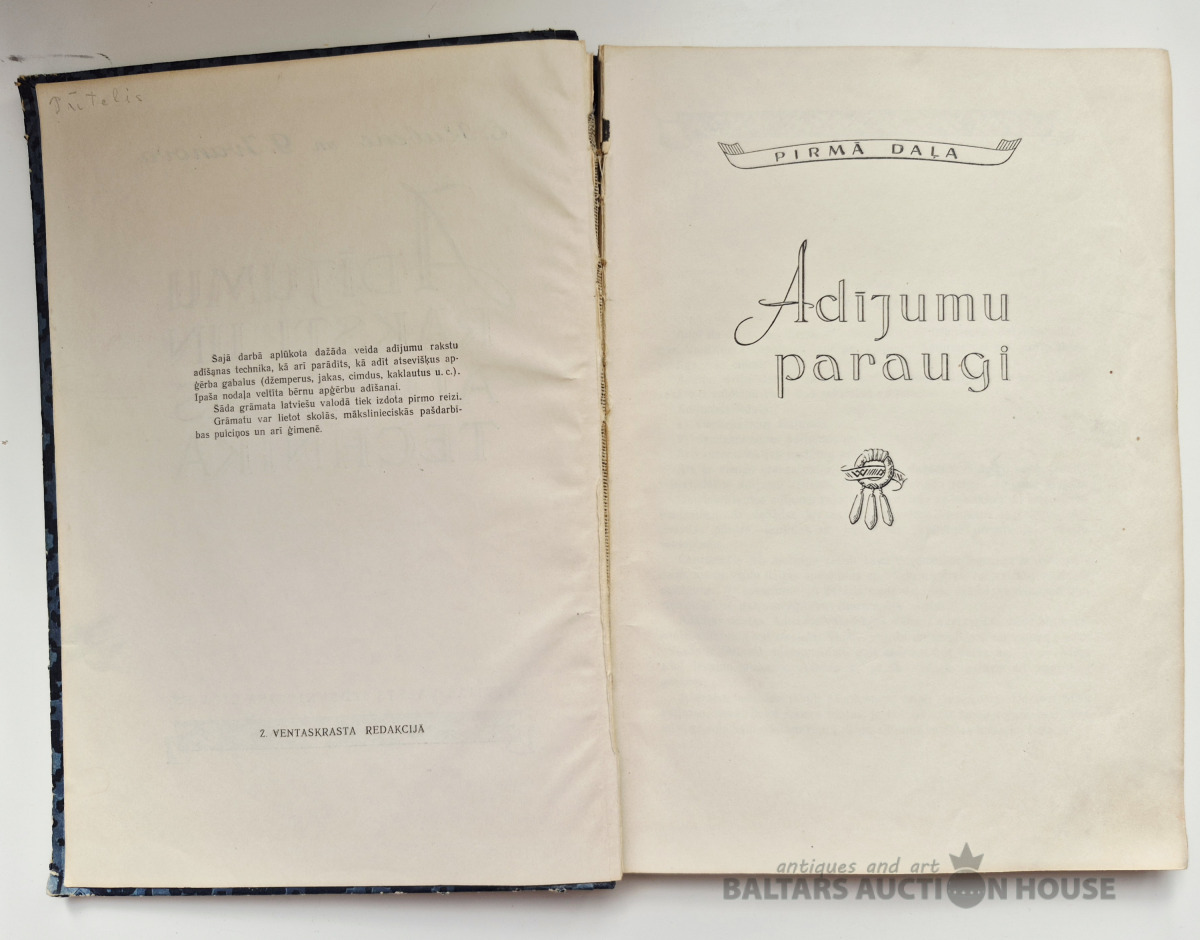 Šajā darbā aplūkota dažāda veida adījumu rakstu
adīšanas technika, kā arī parādīts, kā adīt atsevišķus ap-
ģērba gabalus (džemperus, jakas, cimdus, kaklautus u. c.).
Īpaša nodaļa veltīta bērnu apģērbu adīšanai.
Šāda grāmata latviešu valodā tiek izdota pirmo reizi.
Grāmatu var lietot skolās, mākslinieciskās pašdarbī-
bas pulciņos un arī ģimenē.
Ž. VENTASKRASTA REDAKCIJĀ
PIRMĀ DAĻA
Adījumu
paraugi
antiques and art
BALTARS AUCTION HOUSE